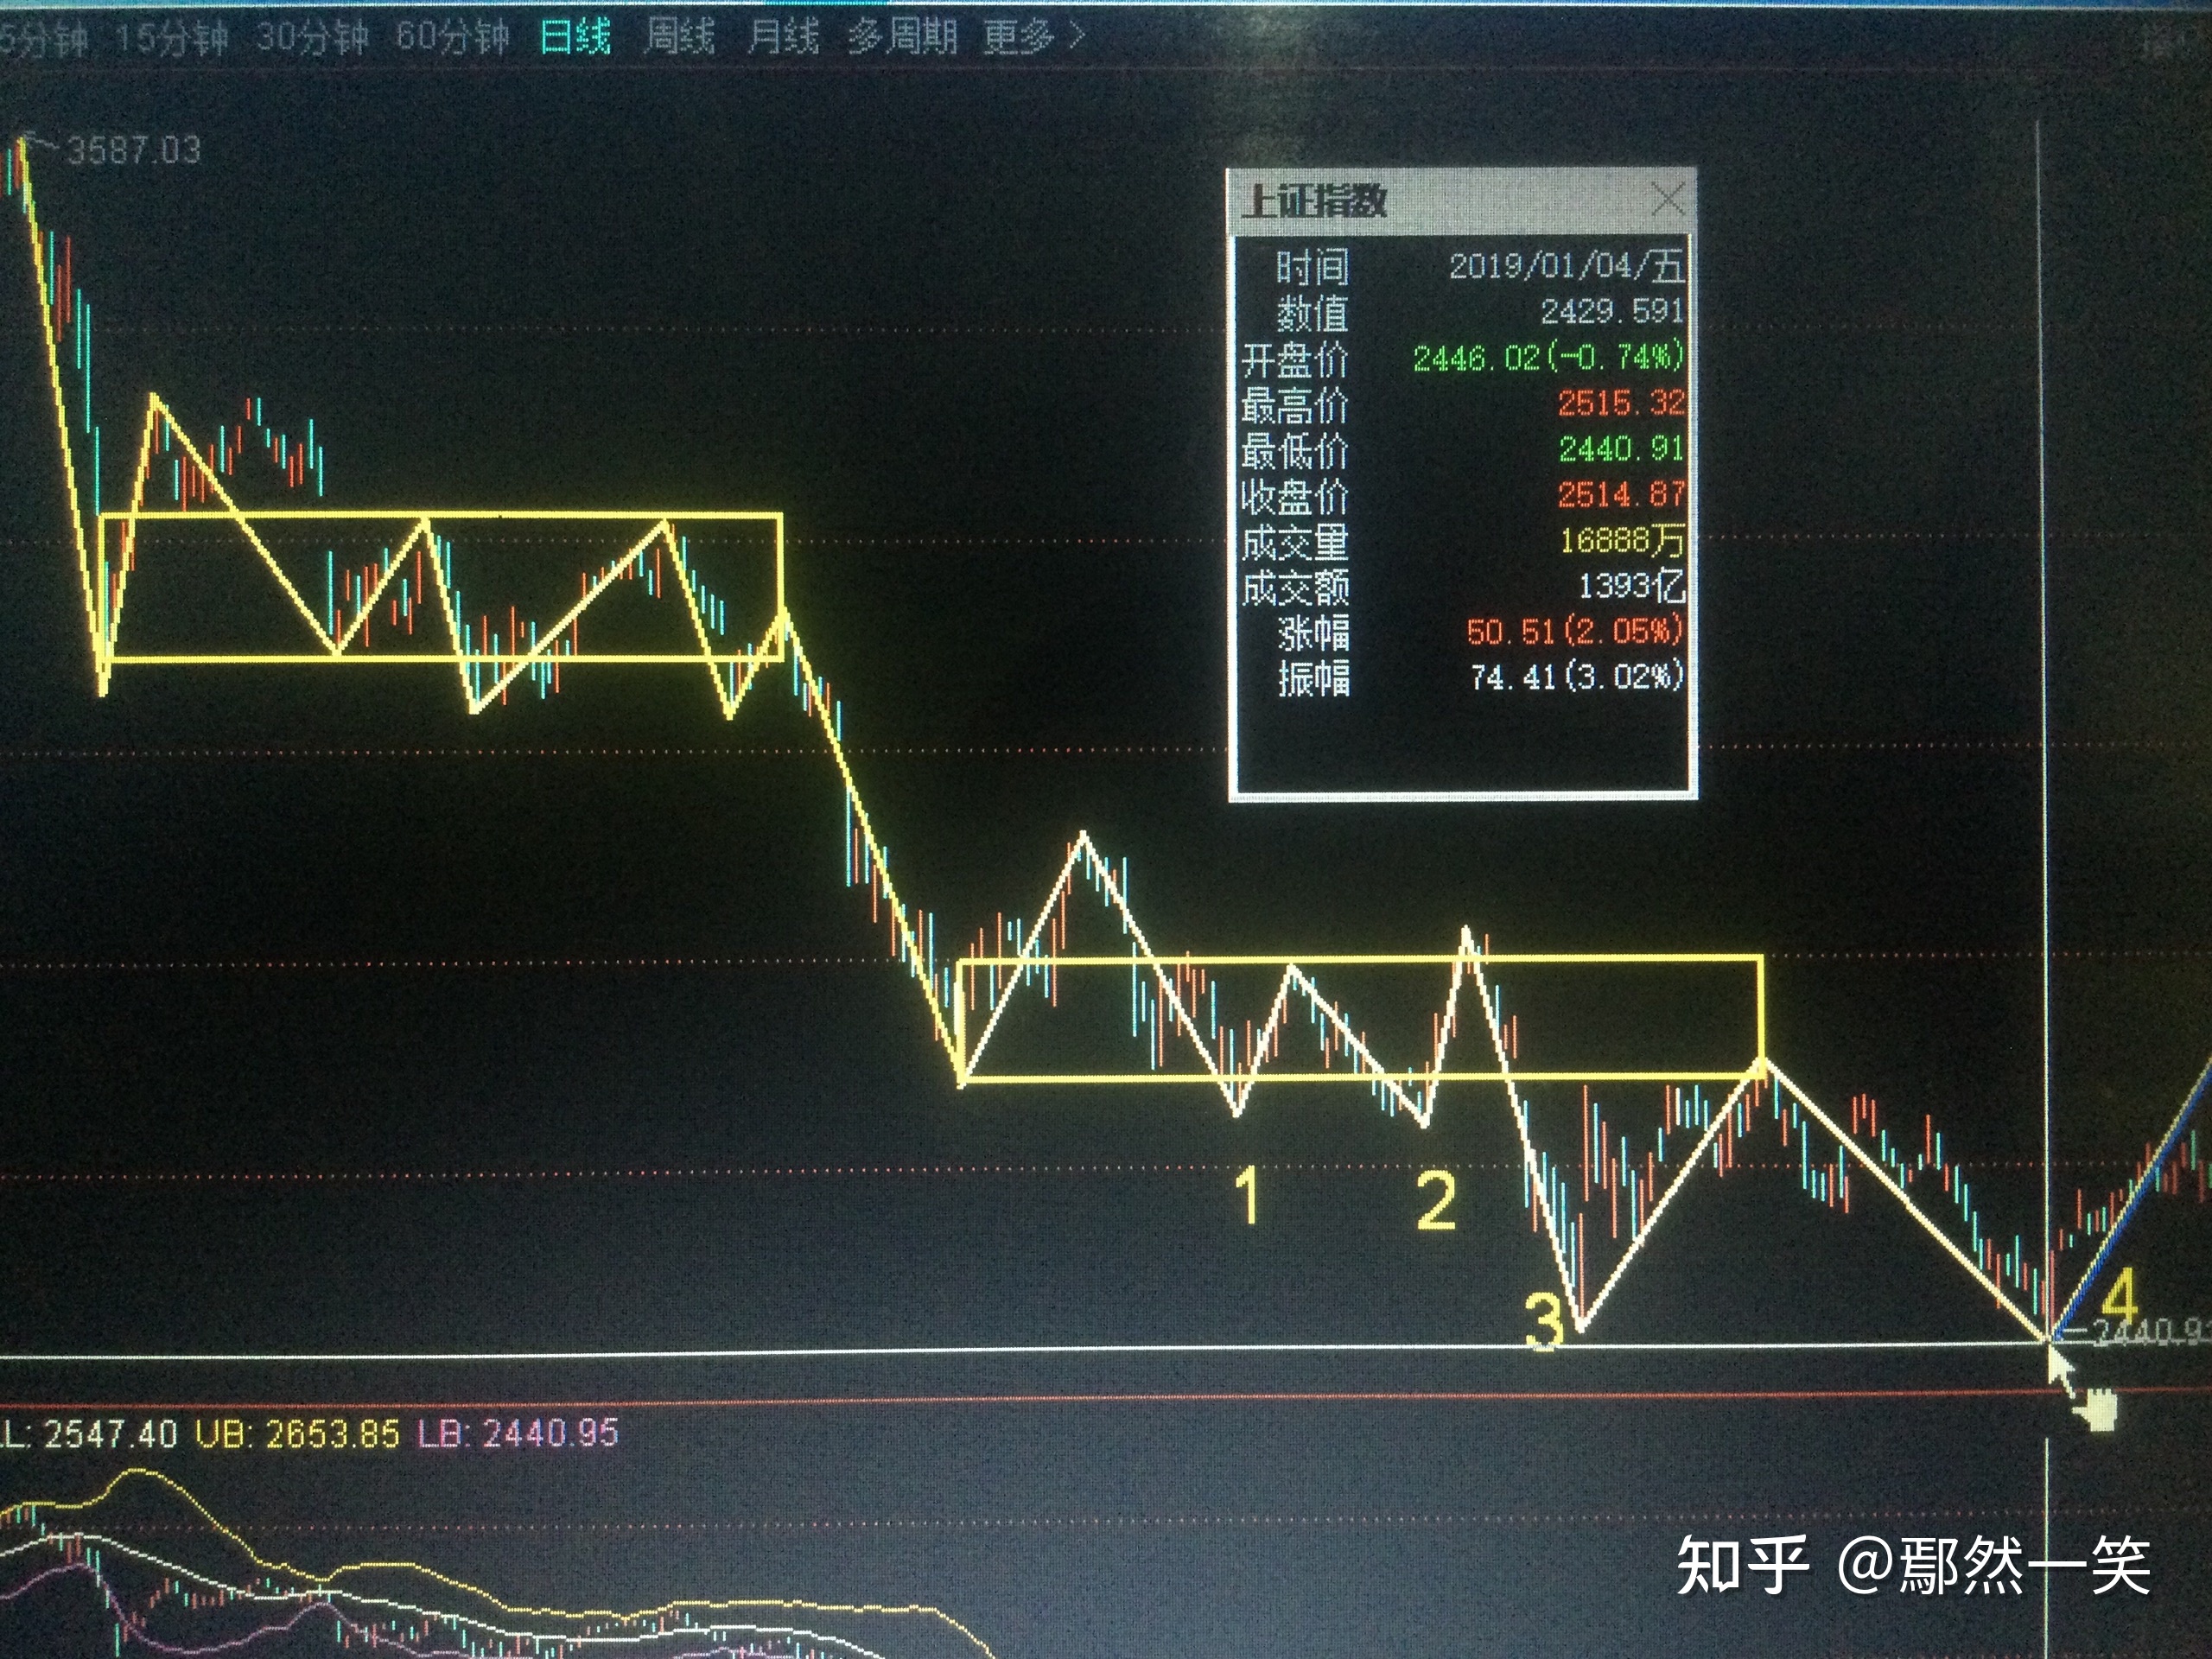 5分钟 15分钟 30分钟 60分钟 日线 周线 月线 多周期 更多 >
3587.03
上证指数
时间 2019/01/04/五
数值 2429.591
开盘价 2446.02(-0.74%)
最高价 2515.32
最低价 2440.91
收盘价 2514.87
成交量 16888万
成交额 1393亿
涨幅 50.51(2.05%)
振幅 74.41(3.02%)
1
2
3
4
2440.9
LL: 2547.40 UB: 2653.85 LB: 2440.95
知乎 @鄢然一笑